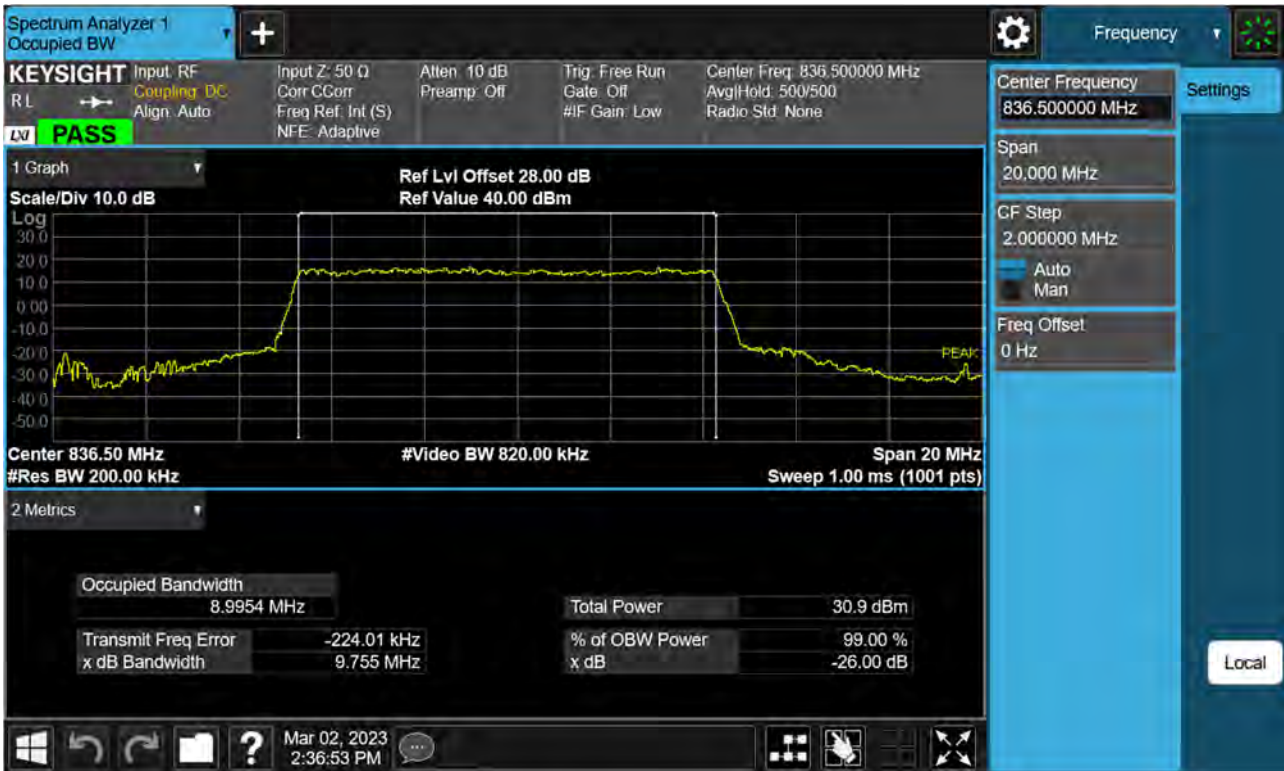 Spectrum Analyzer 1
Occupied BW
Frequency
KEYSIGHT
R L
LXI
PASS
Input: RF
Coupling: DC
Align: Auto
Input Z: 50 Ω
Corr CCorr
Freq Ref: Int (S)
NFE: Adaptive
Atten: 10 dB
Preamp: Off
Trig: Free Run
Gate: Off
#IF Gain: Low
Center Freq: 836.500000 MHz
Avg|Hold: 500/500
Radio Std: None
Center Frequency
836.500000 MHz
Settings
Span
20.000 MHz
CF Step
2.000000 MHz
Auto
Man
Freq Offset
0 Hz
1 Graph
Scale/Div 10.0 dB
Ref Lvl Offset 28.00 dB
Ref Value 40.00 dBm
Log
30.0
20.0
10.0
0.00
-10.0
-20.0
-30.0
-40.0
-50.0
PEAK
Center 836.50 MHz
#Video BW 820.00 kHz
Span 20 MHz
#Res BW 200.00 kHz
Sweep 1.00 ms (1001 pts)
2 Metrics
Occupied Bandwidth
8.9954 MHz
Total Power 30.9 dBm
Transmit Freq Error -224.01 kHz
% of OBW Power 99.00 %
x dB Bandwidth 9.755 MHz
x dB -26.00 dB
Local
?
Mar 02, 2023
2:36:53 PM